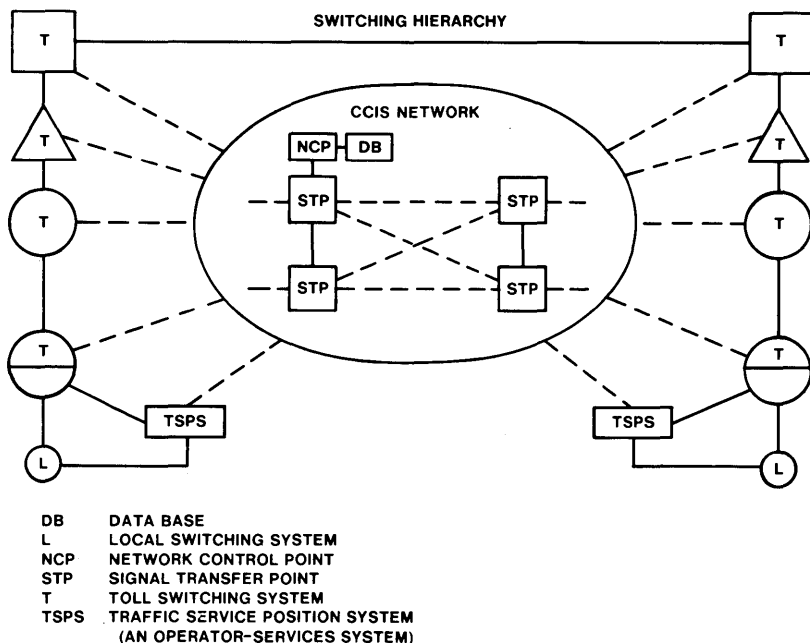 SWITCHING HIERARCHY
T
T
CCIS NETWORK
T
T
NCP
DB
STP
STP
T
T
STP
STP
T
T
TSPS
TSPS
L
L
DB DATA BASE
L LOCAL SWITCHING SYSTEM
NCP NETWORK CONTROL POINT
STP SIGNAL TRANSFER POINT
T TOLL SWITCHING SYSTEM
TSPS TRAFFIC SERVICE POSITION SYSTEM
(AN OPERATOR-SERVICES SYSTEM)